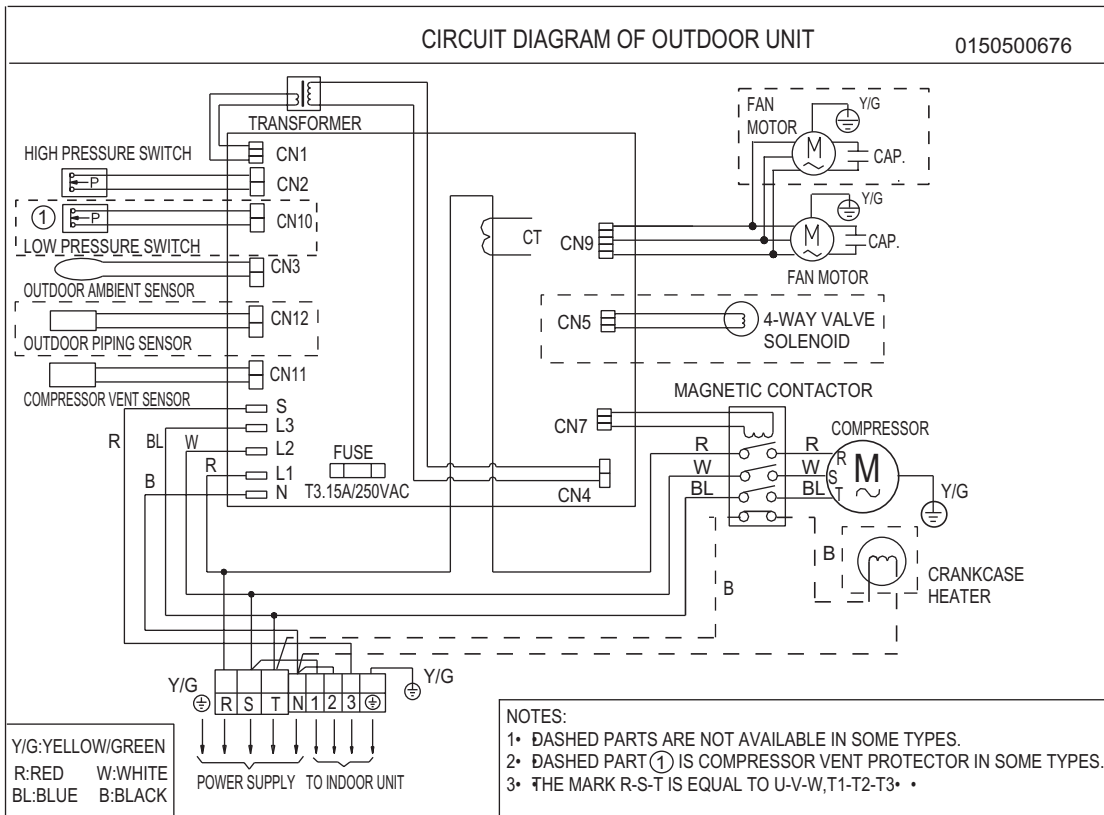 CIRCUIT DIAGRAM OF OUTDOOR UNIT
0150500676
TRANSFORMER
HIGH PRESSURE SWITCH
P
CN1
CN2
1
P
CN10
LOW PRESSURE SWITCH
CN3
OUTDOOR AMBIENT SENSOR
CN12
OUTDOOR PIPING SENSOR
CN11
COMPRESSOR VENT SENSOR
S
L3
L2
L1
N
R
BL
W
B
R
FUSE
T3.15A/250VAC
CT
CN9
FAN
MOTOR
M
Y/G
CAP.
Y/G
M
CAP.
FAN MOTOR
CN5
4-WAY VALVE
SOLENOID
MAGNETIC CONTACTOR
CN7
CN4
R
W
BL
R
W
BL
COMPRESSOR
R
S
T
M
Y/G
B
B
CRANKCASE
HEATER
Y/G
Y/G
R S T N 1 2 3
POWER SUPPLY
TO INDOOR UNIT
Y/G:YELLOW/GREEN
R:RED W:WHITE
BL:BLUE B:BLACK
NOTES:
1• DASHED PARTS ARE NOT AVAILABLE IN SOME TYPES.
2• DASHED PART 1 IS COMPRESSOR VENT PROTECTOR IN SOME TYPES.
3• THE MARK R-S-T IS EQUAL TO U-V-W,T1-T2-T3• •